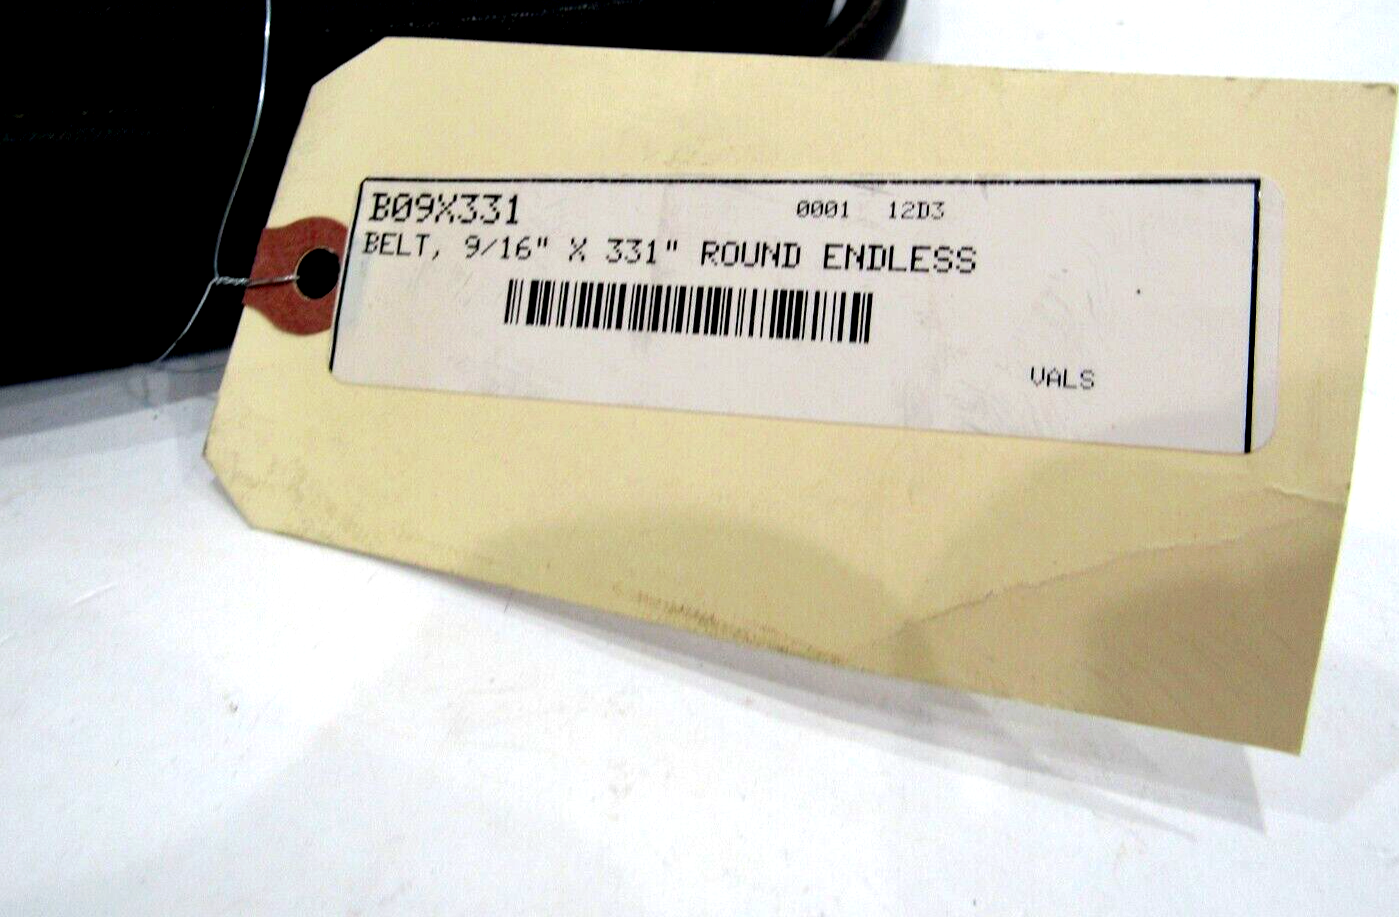 B09X331 0001 12D3
BELT, 9/16" X 331" ROUND ENDLESS
VALS